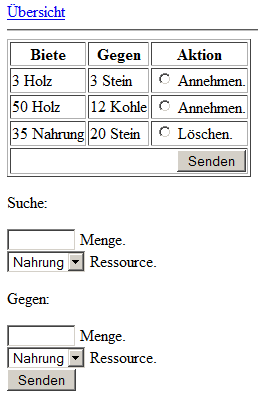 Übersicht
Biete Gegen Aktion
3 Holz 3 Stein Annehmen.
50 Holz 12 Kohle Annehmen.
35 Nahrung 20 Stein Löschen.
Senden
Suche:
Menge.
Nahrung Ressource.
Gegen:
Menge.
Nahrung Ressource.
Senden